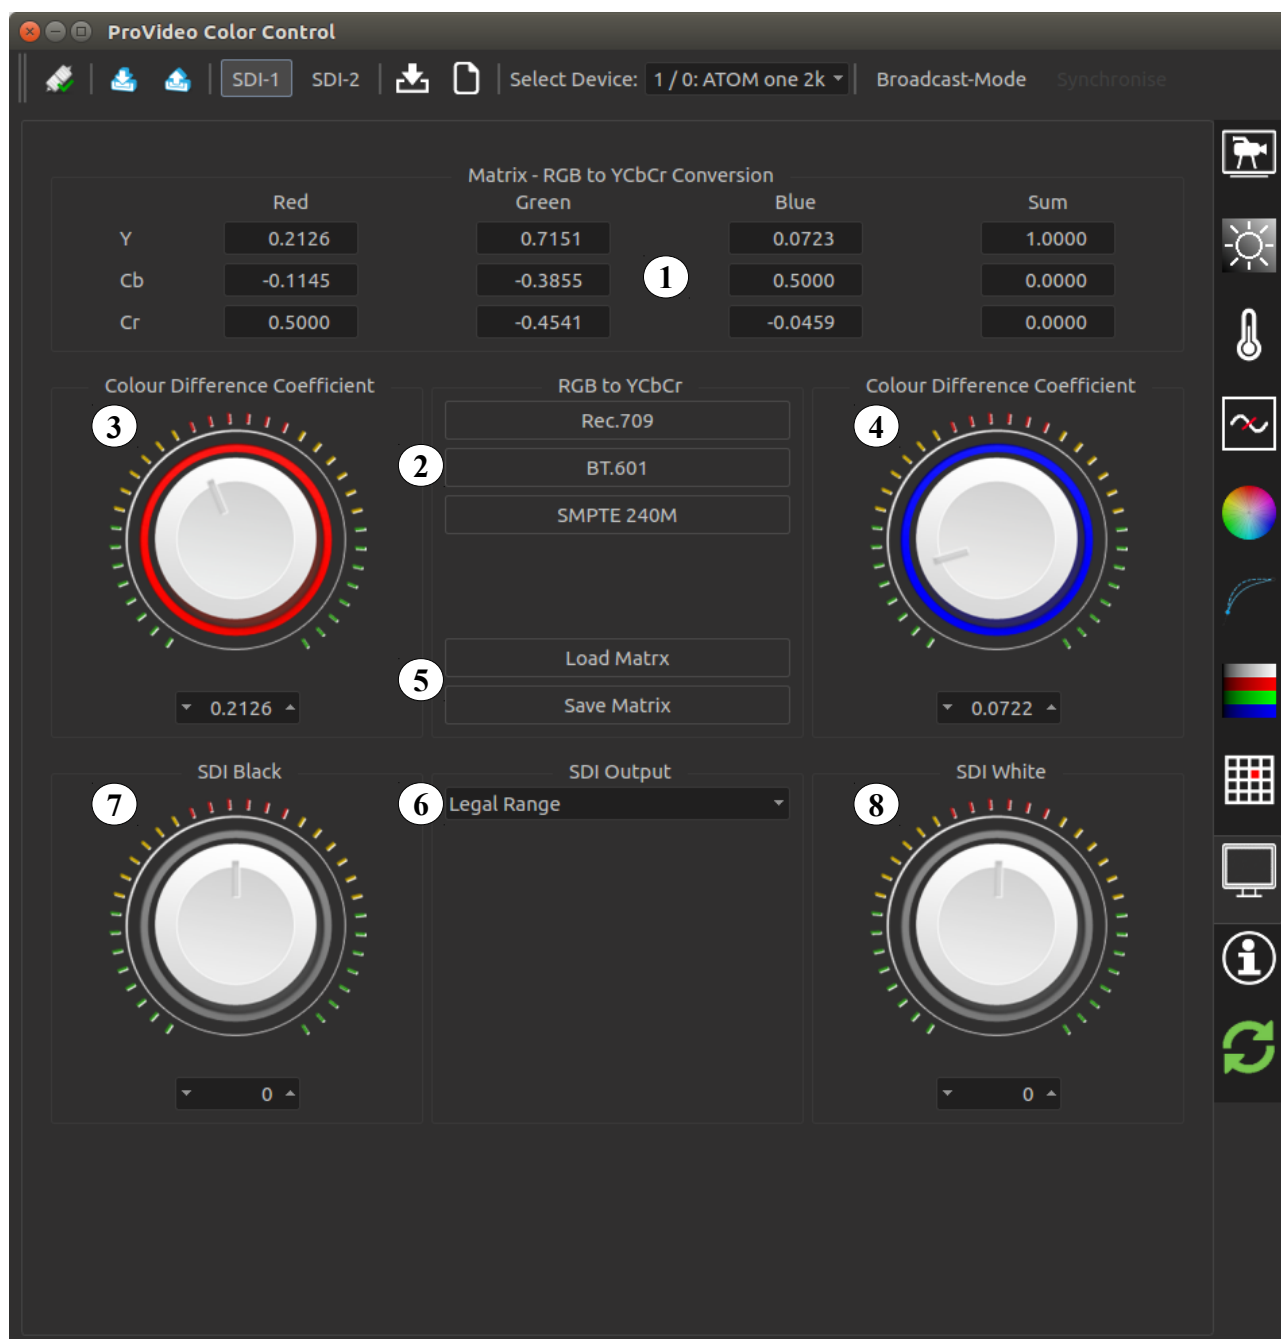 ProVideo Color Control
SDI-1 SDI-2 Select Device: 1 / 0: ATOM one 2k Broadcast-Mode Synchronise
Matrix - RGB to YCbCr Conversion
Red Green Blue Sum
Y 0.2126 0.7151 0.0723 1.0000
Cb -0.1145 -0.3855 1 0.5000 0.0000
Cr 0.5000 -0.4541 -0.0459 0.0000
Colour Difference Coefficient RGB to YCbCr Colour Difference Coefficient
3 Rec.709 4
2 BT.601
SMPTE 240M
Load Matrx
5
Save Matrix
0.2126 0.0722
SDI Black SDI Output SDI White
7 6 Legal Range 8
0 0